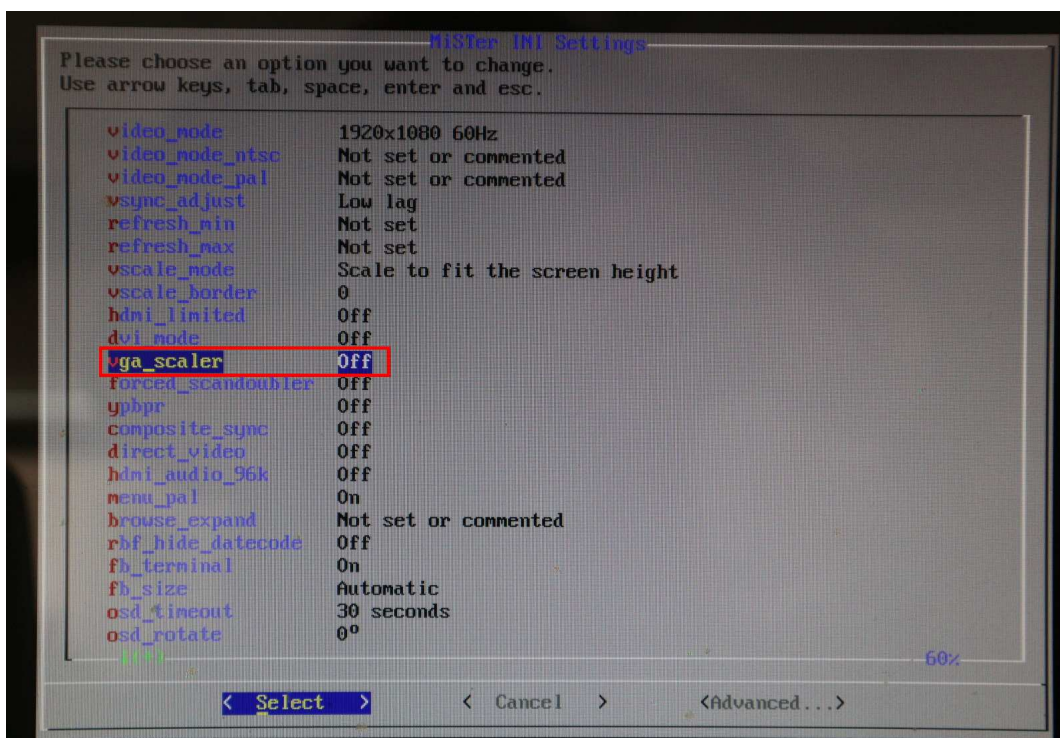 MiSTer INI Settings
Please choose an option you want to change.
Use arrow keys, tab, space, enter and esc.
video_mode 1920x1080 60Hz
video_mode_ntsc Not set or commented
video_mode_pal Not set or commented
vsync_adjust Low lag
refresh_min Not set
refresh_max Not set
vscale_mode Scale to fit the screen height
vscale_border 0
hdmi_limited Off
dvi_mode Off
vga_scaler Off
forced_scandoubler Off
ypbpr Off
composite_sync Off
direct_video Off
hdmi_audio_96k Off
menu_pal On
browse_expand Not set or commented
rbf_hide_datecode Off
fb_terminal On
fb_size Automatic
osd_timeout 30 seconds
osd_rotate 0º
60%
< Select > < Cancel > <Advanced...>